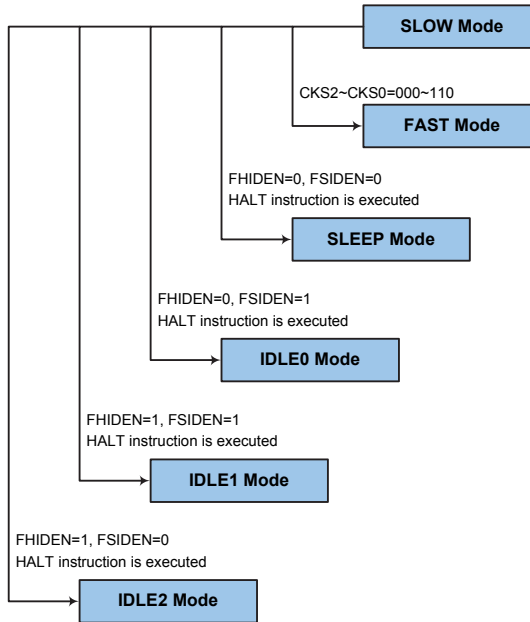 SLOW Mode
CKS2~CKS0=000~110
FAST Mode
FHIDEN=0, FSIDEN=0
HALT instruction is executed
SLEEP Mode
FHIDEN=0, FSIDEN=1
HALT instruction is executed
IDLE0 Mode
FHIDEN=1, FSIDEN=1
HALT instruction is executed
IDLE1 Mode
FHIDEN=1, FSIDEN=0
HALT instruction is executed
IDLE2 Mode